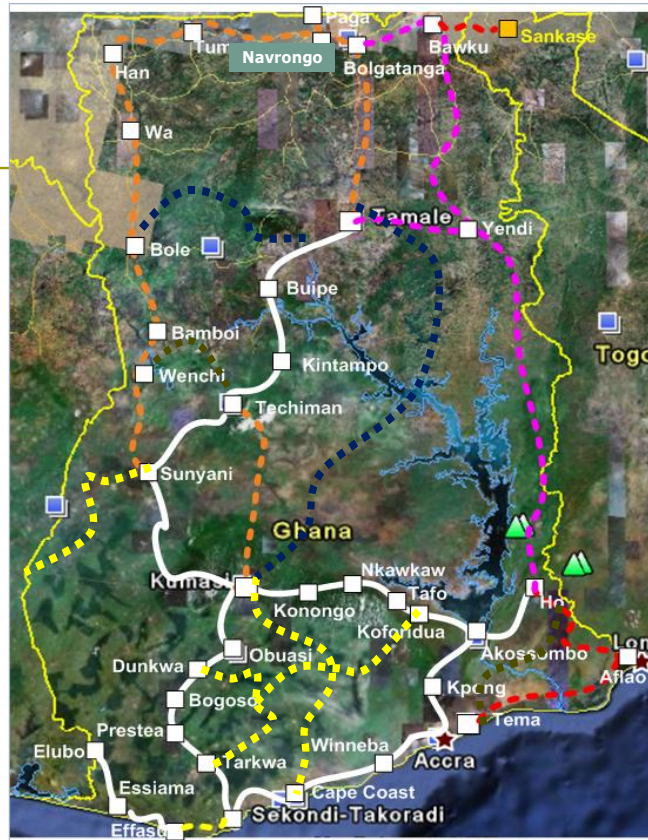 Paga
Tum
Navrongo
Bawku
Sankase
Han
Bolgatanga
Wa
Tamale
Yendi
Bole
Buipe
Bamboi
Kintampo
Togo
Wenchi
Techiman
Sunyani
Ghana
Kumasi
Nkawkaw
Konongo
Tafo
Koforidua
Ho
Akosombo
Obuasi
Dunkwa
Lom
Aflao
Kpong
Bogoso
Prestea
Tema
Elubo
Winneba
Accra
Tarkwa
Essiama
Cape Coast
Sekondi-Takoradi
Effasu